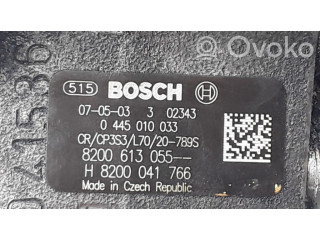 Ovoko
515 BOSCH
07-05-03 3 02343
0 445 010 033
CR/CP3S3/L70/20-789S
8200 613 055--
H 8200 041 766
Made in Czech Republic